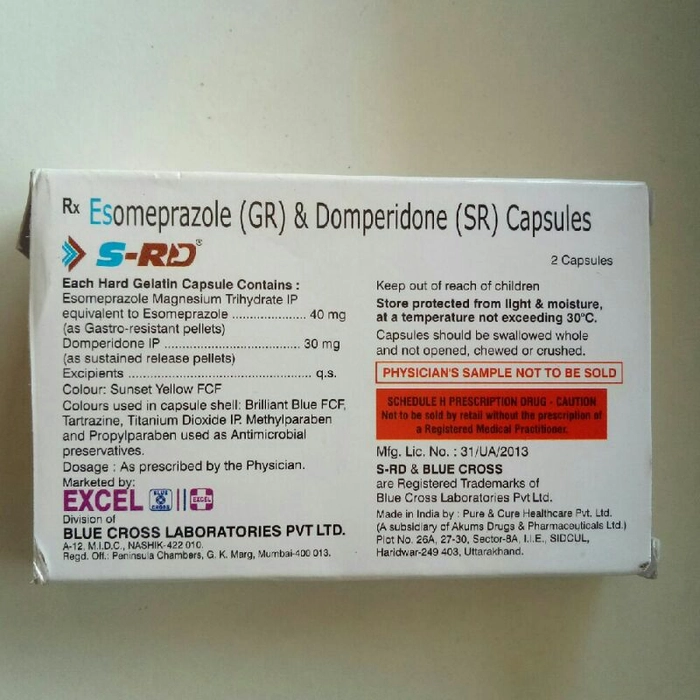 Rx Esomeprazole (GR) & Domperidone (SR) Capsules
S-RD®
2 Capsules
Each Hard Gelatin Capsule Contains :
Esomeprazole Magnesium Trihydrate IP
equivalent to Esomeprazole ...................... 40 mg
(as Gastro-resistant pellets)
Domperidone IP ........................................ 30 mg
(as sustained release pellets)
Excipients .................................................. q.s.
Colour: Sunset Yellow FCF
Colours used in capsule shell: Brilliant Blue FCF,
Tartrazine, Titanium Dioxide IP. Methylparaben
and Propylparaben used as Antimicrobial
preservatives.
Dosage : As prescribed by the Physician.
Marketed by:
EXCEL BLUE CROSS EXCEL
Division of
BLUE CROSS LABORATORIES PVT LTD.
A-12, M.I.D.C., NASHIK-422 010.
Regd. Off.: Peninsula Chambers, G. K. Marg, Mumbai-400 013.
Keep out of reach of children
Store protected from light & moisture,
at a temperature not exceeding 30°C.
Capsules should be swallowed whole
and not opened, chewed or crushed.
PHYSICIAN'S SAMPLE NOT TO BE SOLD
SCHEDULE H PRESCRIPTION DRUG - CAUTION
Not to be sold by retail without the prescription of
a Registered Medical Practitioner.
Mfg. Lic. No. : 31/UA/2013
S-RD & BLUE CROSS
are Registered Trademarks of
Blue Cross Laboratories Pvt Ltd.
Made in India by : Pure & Cure Healthcare Pvt. Ltd.
(A subsidiary of Akums Drugs & Pharmaceuticals Ltd.)
Plot No. 26A, 27-30, Sector-8A, I.I.E., SIDCUL,
Haridwar-249 403, Uttarakhand.